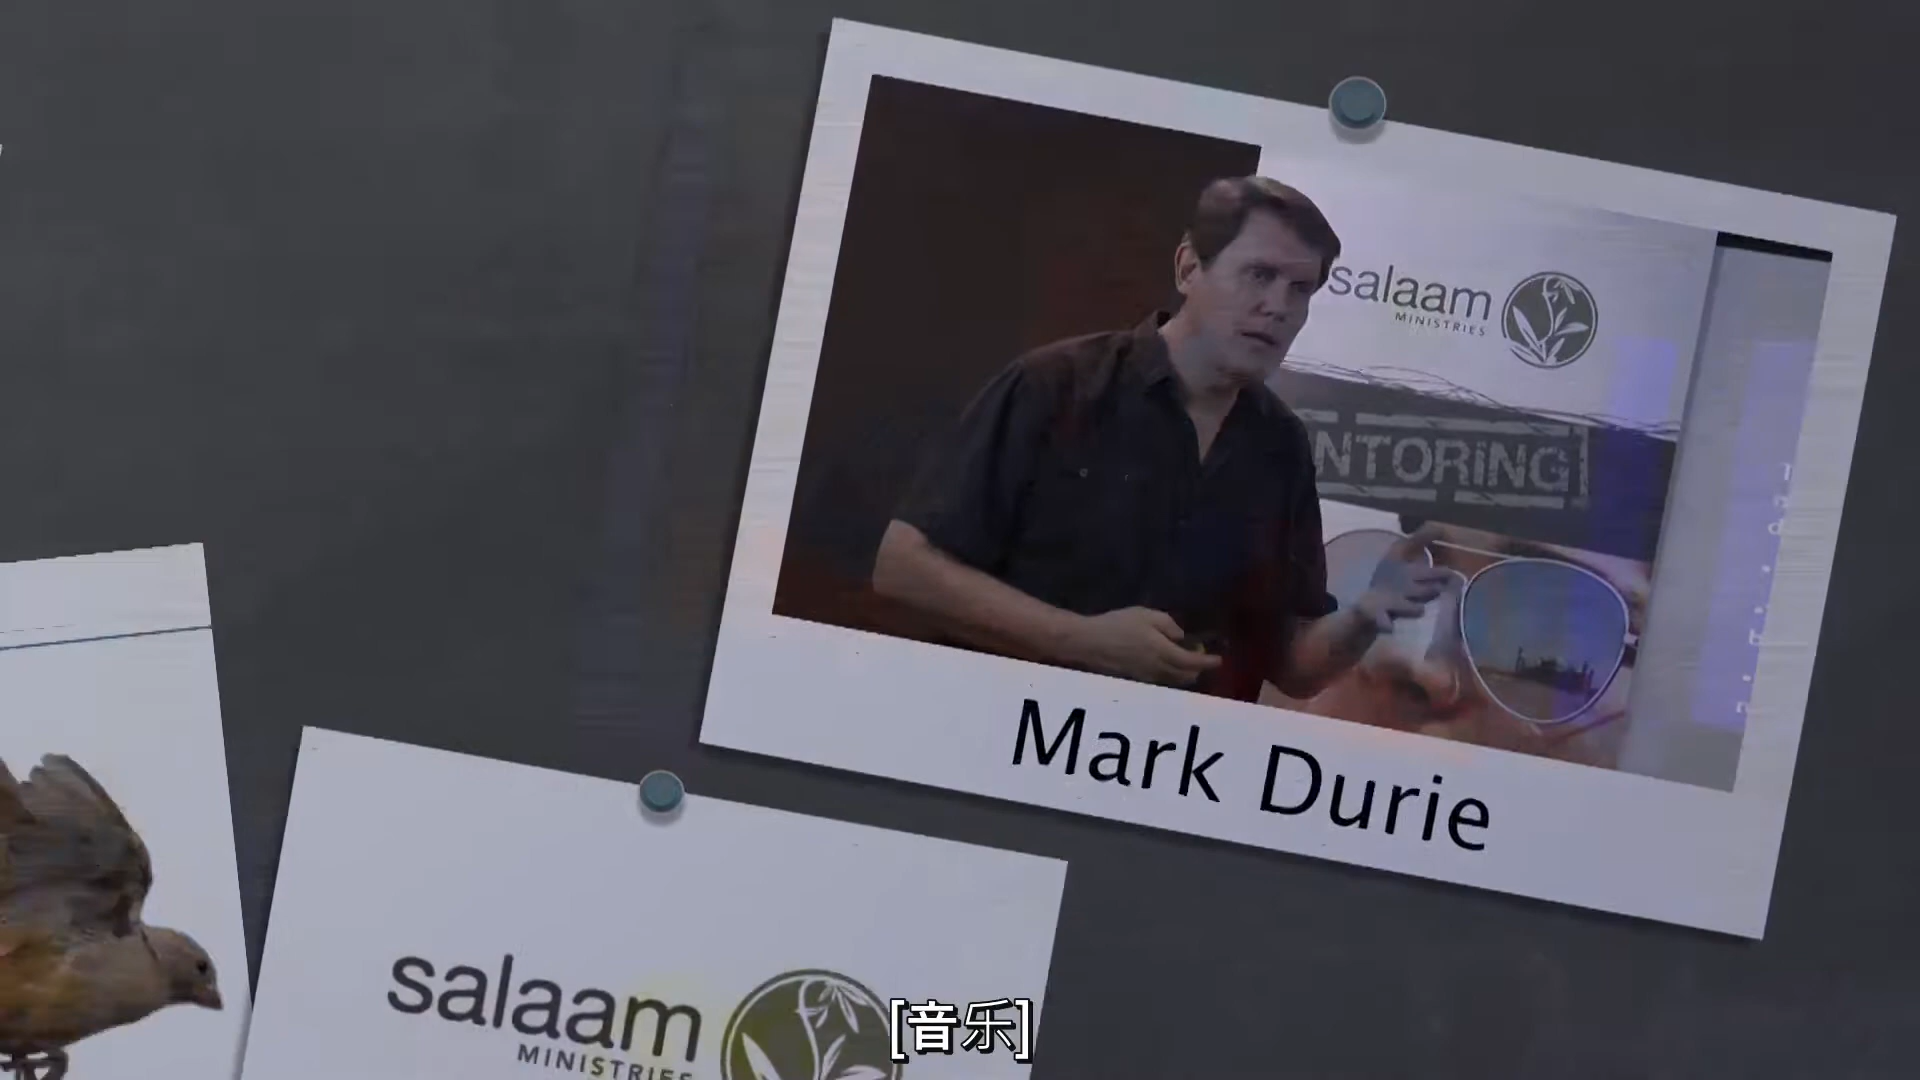 salaam
MINISTRIES
NTORING
Mark Durie
salaam
MINISTRIES
[音乐]